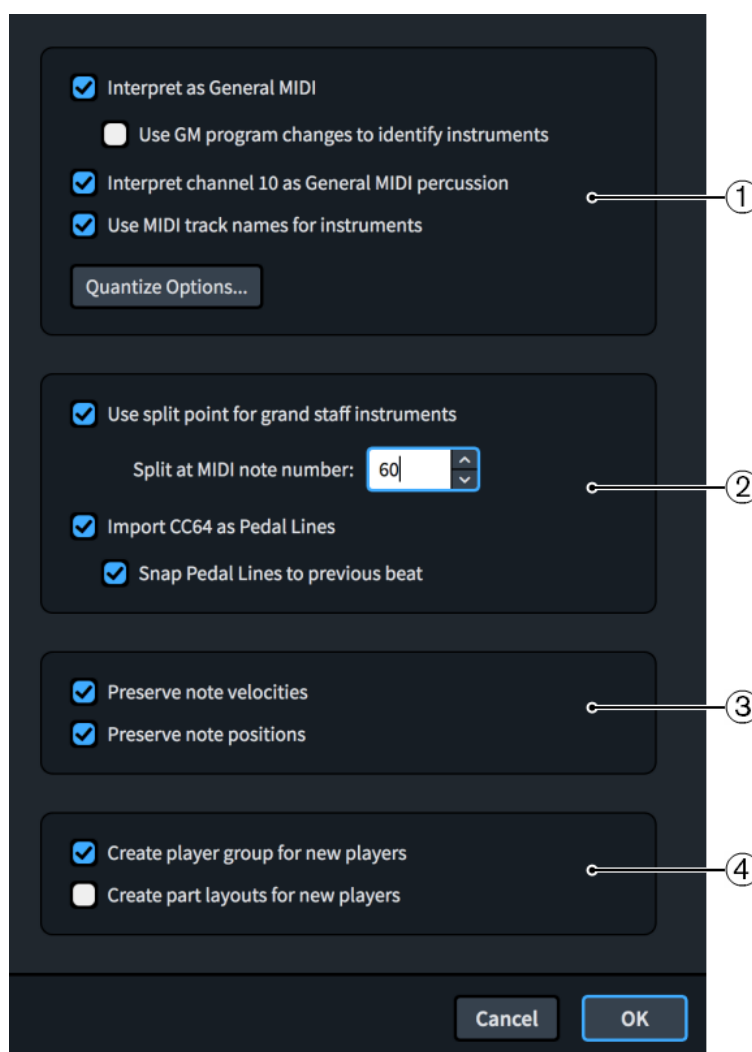 Interpret as General MIDI
Use GM program changes to identify instruments
Interpret channel 10 as General MIDI percussion
1
Use MIDI track names for instruments
Quantize Options...
Use split point for grand staff instruments
Split at MIDI note number: 60
2
Import CC64 as Pedal Lines
Snap Pedal Lines to previous beat
Preserve note velocities
3
Preserve note positions
Create player group for new players
4
Create part layouts for new players
Cancel OK